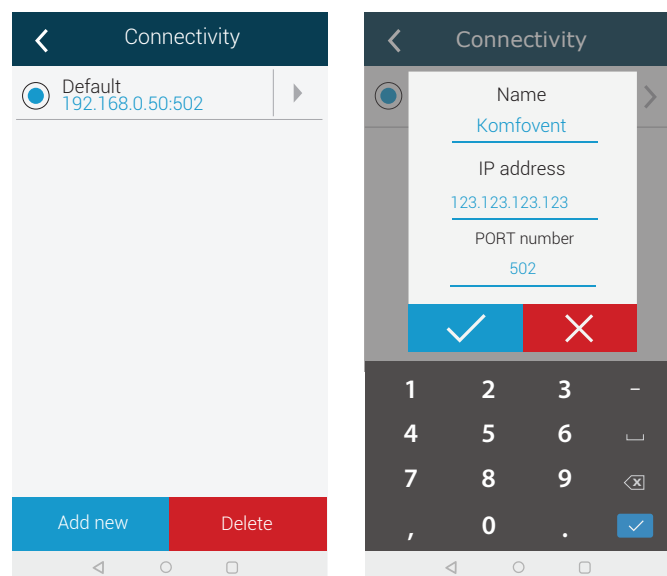 Connectivity
Default
192.168.0.50:502
Add new
Delete
Connectivity
Name
Komfovent
IP address
123.123.123.123
PORT number
502
1 2 3 –
4 5 6
7 8 9
, 0 .